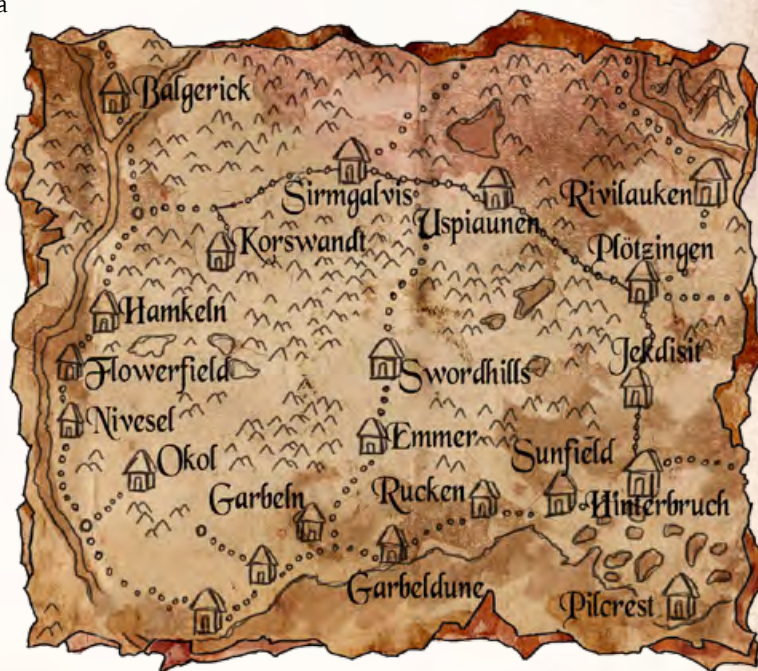 a
Balgerick
Sirmgalvis
Uspiaunen
Rivilauken
Korswandt
Plötzingen
Hamkeln
Flowerfield
Swordhills
Jekdisit
Nivesel
Emmer
Okol
Sunfield
Garbeln
Rucken
Hinterbruch
Garbeldune
Pilcrest